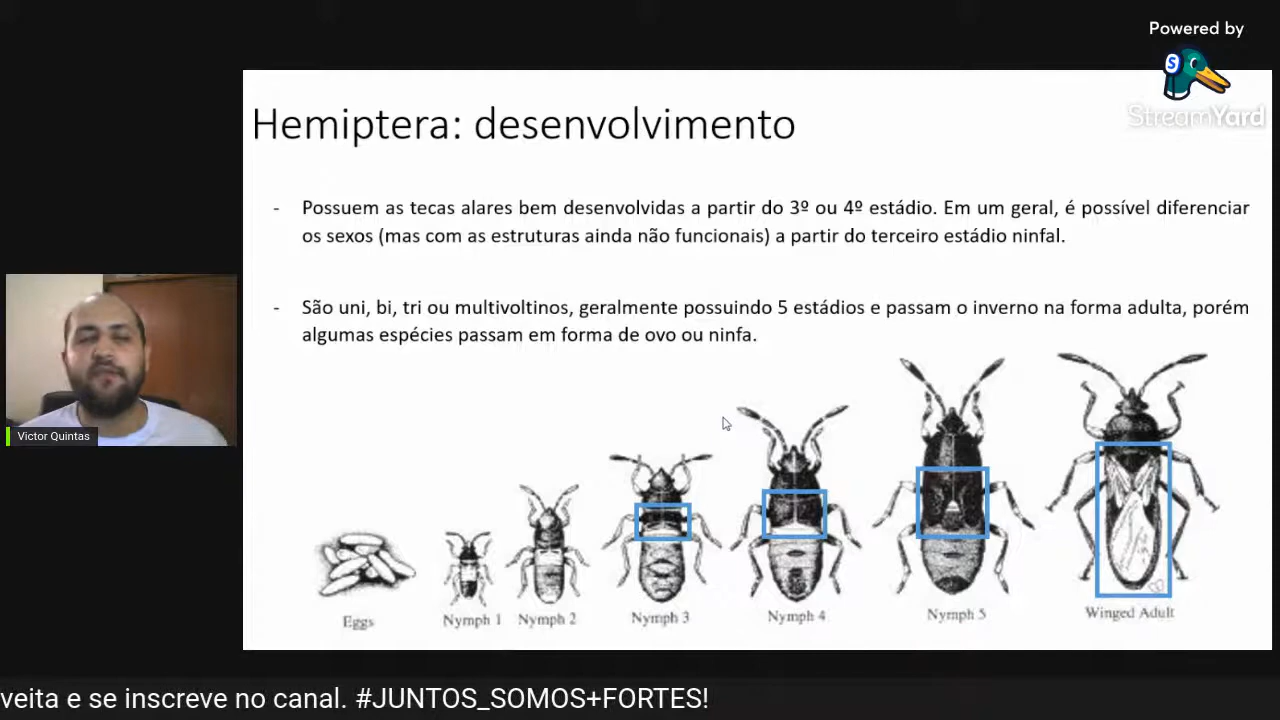 Powered by
StreamYard
Hemiptera: desenvolvimento
- Possuem as tecas alares bem desenvolvidas a partir do 3º ou 4º estádio. Em um geral, é possível diferenciar
os sexos (mas com as estruturas ainda não funcionais) a partir do terceiro estádio ninfal.
- São uni, bi, tri ou multivoltinos, geralmente possuindo 5 estádios e passam o inverno na forma adulta, porém
algumas espécies passam em forma de ovo ou ninfa.
Victor Quintas
Eggs
Nymph 1
Nymph 2
Nymph 3
Nymph 4
Nymph 5
Winged Adult
veita e se inscreve no canal. #JUNTOS_SOMOS+FORTES!